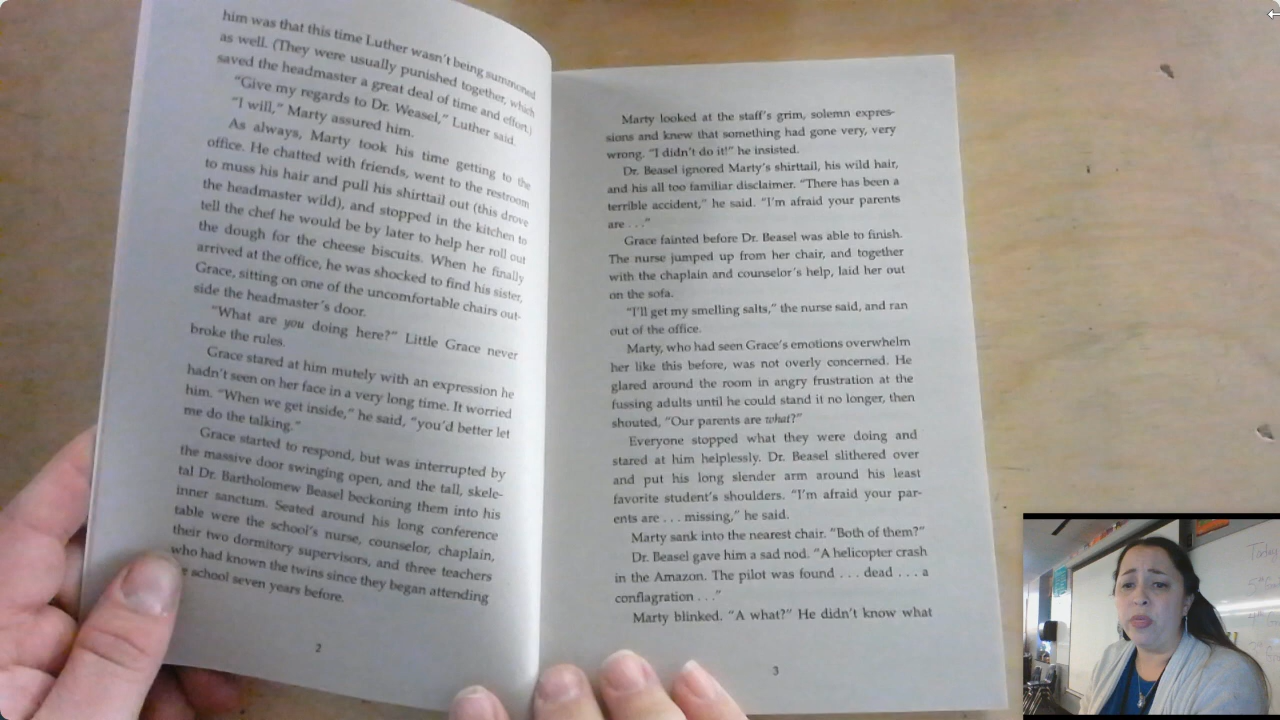 him was that this time Luther wasn't being summoned
as well. (They were usually punished together, which
saved the headmaster a great deal of time and effort.)
"Give my regards to Dr. Weasel," Luther said.
"I will," Marty assured him.
As always, Marty took his time getting to the
office. He chatted with friends, went to the restroom
to muss his hair and pull his shirttail out (this drove
the headmaster wild), and stopped in the kitchen to
tell the chef he would be by later to help her roll out
the dough for the cheese biscuits. When he finally
arrived at the office, he was shocked to find his sister,
Grace, sitting on one of the uncomfortable chairs out-
side the headmaster's door.
"What are you doing here?" Little Grace never
broke the rules.
Grace stared at him mutely with an expression he
hadn't seen on her face in a very long time. It worried
him. "When we get inside," he said, "you'd better let
me do the talking."
Grace started to respond, but was interrupted by
the massive door swinging open, and the tall, skele-
tal Dr. Bartholomew Beasel beckoning them into his
inner sanctum. Seated around his long conference
table were the school's nurse, counselor, chaplain,
their two dormitory supervisors, and three teachers
who had known the twins since they began attending
school seven years before.
2
Marty looked at the staff's grim, solemn expres-
sions and knew that something had gone very, very
wrong. "I didn't do it!" he insisted.
Dr. Beasel ignored Marty's shirttail, his wild hair,
and his all too familiar disclaimer. "There has been a
terrible accident," he said. "I'm afraid your parents
are . . ."
Grace fainted before Dr. Beasel was able to finish.
The nurse jumped up from her chair, and together
with the chaplain and counselor's help, laid her out
on the sofa.
"I'll get my smelling salts," the nurse said, and ran
out of the office.
Marty, who had seen Grace's emotions overwhelm
her like this before, was not overly concerned. He
glared around the room in angry frustration at the
fussing adults until he could stand it no longer, then
shouted, "Our parents are what?"
Everyone stopped what they were doing and
stared at him helplessly. Dr. Beasel slithered over
and put his long slender arm around his least
favorite student's shoulders. "I'm afraid your par-
ents are . . . missing," he said.
Marty sank into the nearest chair. "Both of them?"
Dr. Beasel gave him a sad nod. "A helicopter crash
in the Amazon. The pilot was found . . . dead . . . a
conflagration . . ."
Marty blinked. "A what?" He didn't know what
3